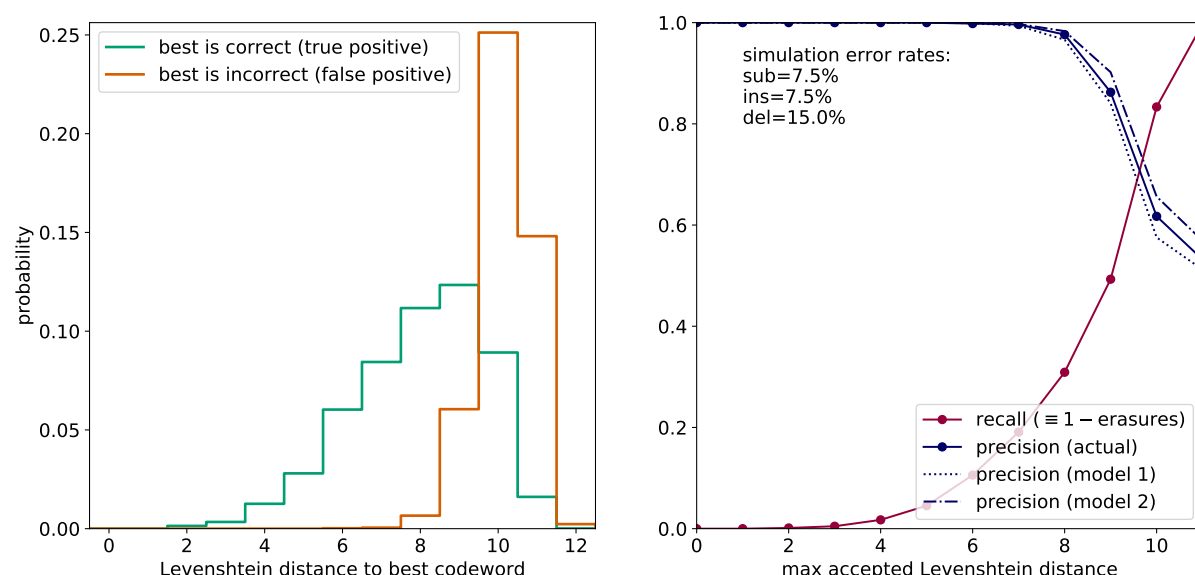 best is correct (true positive)
best is incorrect (false positive)
probability
0.25
0.20
0.15
0.10
0.05
0.00
0 2 4 6 8 10 12
Levenshtein distance to best codeword
simulation error rates:
sub=7.5%
ins=7.5%
del=15.0%
1.0
0.8
0.6
0.4
0.2
0.0
recall (≡1−erasures)
precision (actual)
precision (model 1)
precision (model 2)
0 2 4 6 8 10
max accepted Levenshtein distance